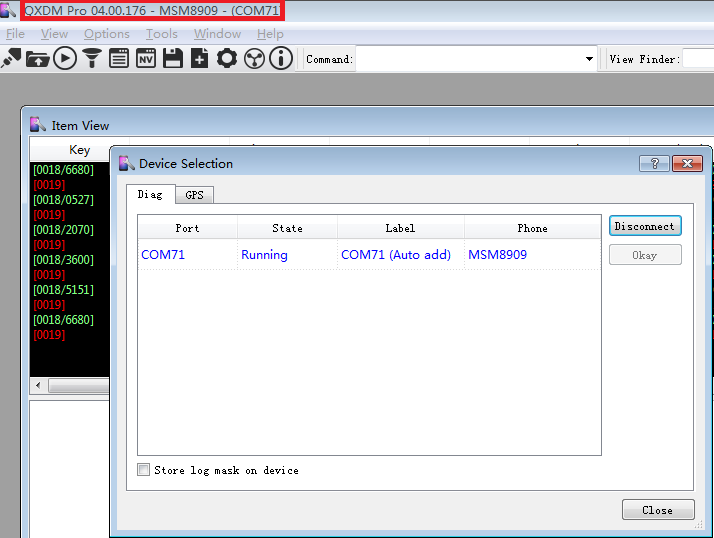 QXDM Pro 04.00.176 - MSM8909 - (COM71
File View Options Tools Window Help
NV Command: View Finder:
Item View
Key
[0018/6680]
[0019]
[0018/0527]
[0019]
[0018/2070]
[0019]
[0018/3600]
[0019]
[0018/5151]
[0019]
[0018/6680]
[0019]
Device Selection
Diag GPS
Port State Label Phone
COM71 Running COM71 (Auto add) MSM8909
Disconnect
Okay
Store log mask on device
Close